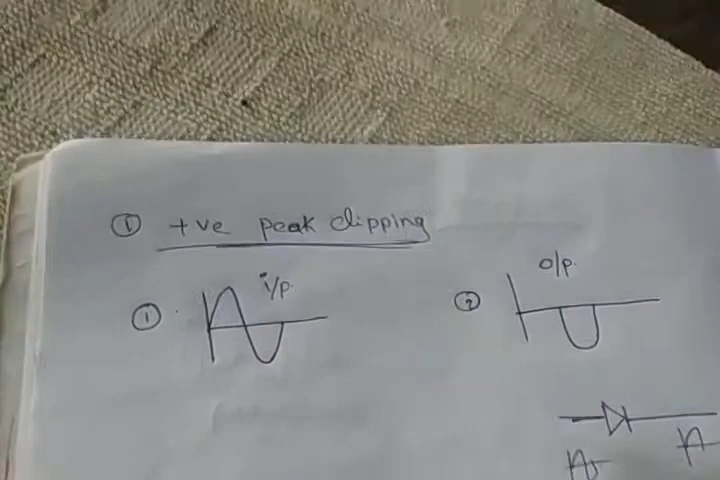 ① +ve peak clipping
① i/p.
② o/p.